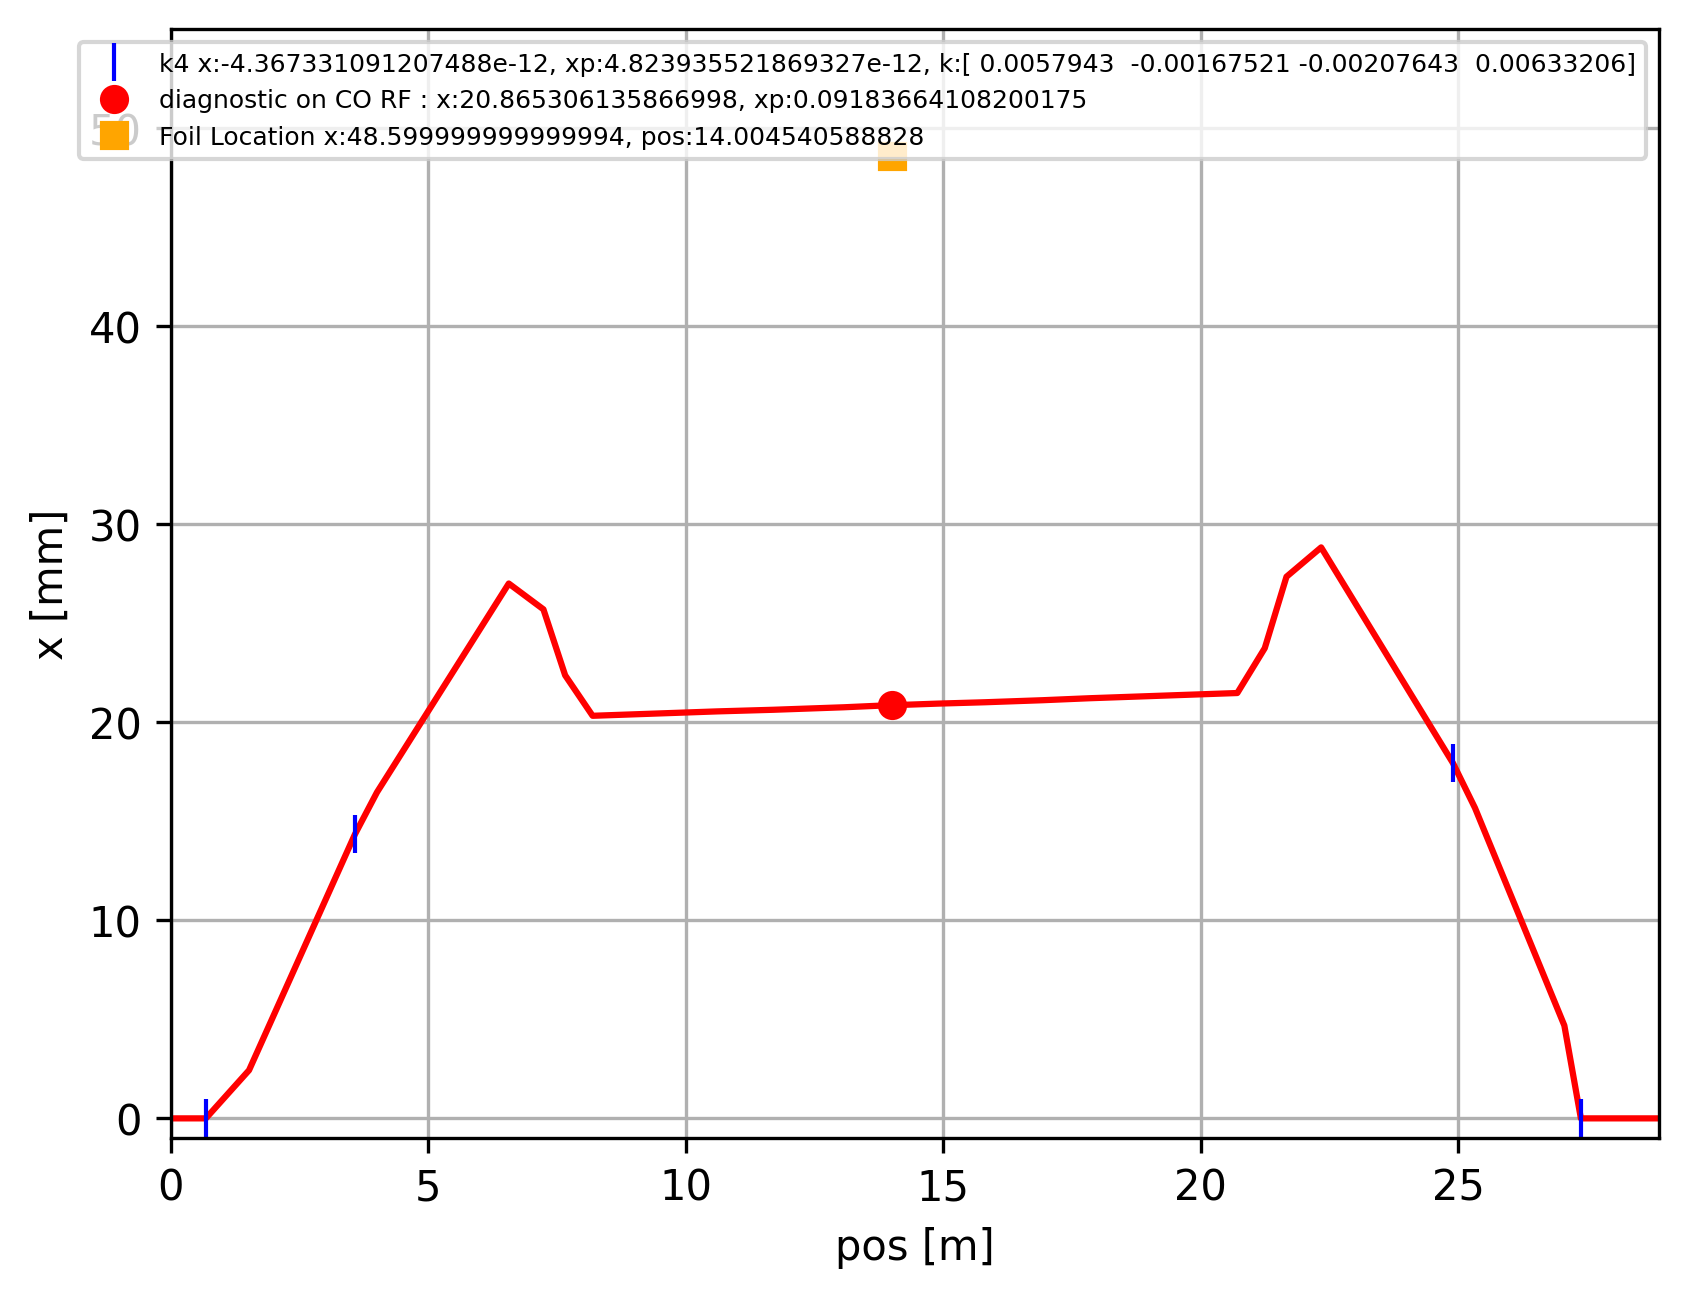 k4 x:-4.367331091207488e-12, xp:4.823935521869327e-12, k:[ 0.0057943  -0.00167521 -0.00207643  0.00633206]
diagnostic on CO RF : x:20.865306135866998, xp:0.09183664108200175
Foil Location x:48.599999999999994, pos:14.004540588828
50
40
30
20
10
0
x [mm]
0 5 10 15 20 25
pos [m]